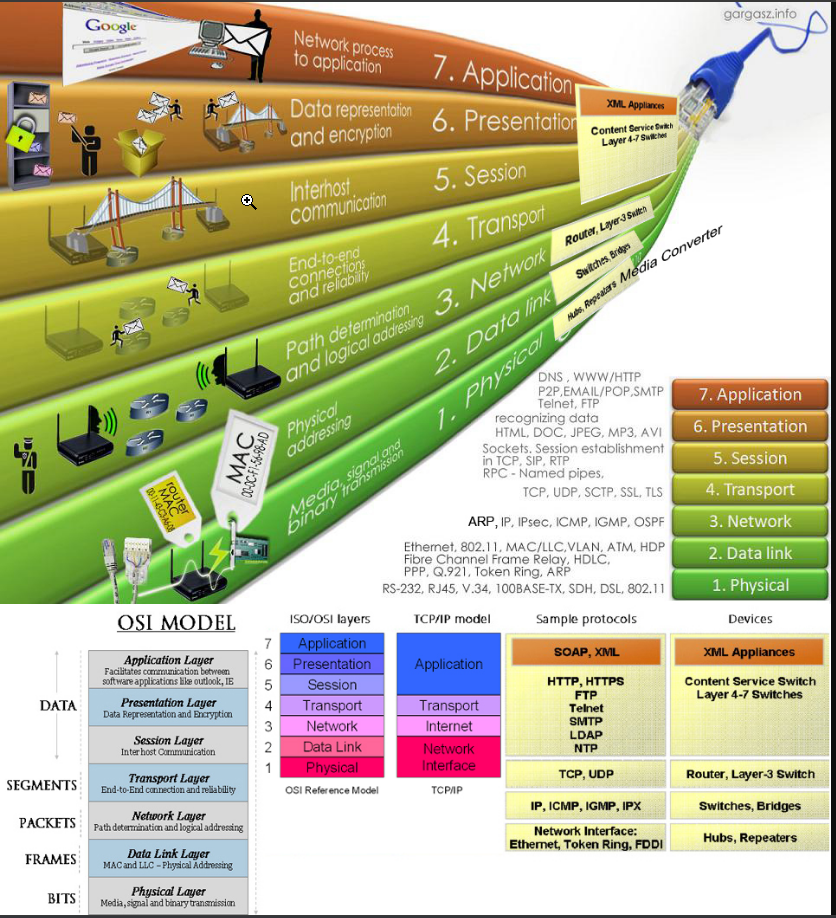 gargasz.info
Google
Network process
to application
7. Application
XML Appliances
Content Service Switch
Layer 4-7 Switches
Data representation
and encryption
6. Presentation
Interhost
communication
5. Session
4. Transport
Router, Layer-3 Switch
End-to-end
connections
and reliability
3. Network
Switches, Bridges
Media Converter
Path determination
and logical addressing
2. Data link
Hubs, Repeaters
Physical
addressing
1. Physical
MAC
Media, signal and
binary transmission
router
MAC
DNS , WWW/HTTP
P2P,EMAIL/POP,SMTP
Telnet, FTP
7. Application
recognizing data
HTML, DOC, JPEG, MP3, AVI
6. Presentation
Sockets, Session establishment
in TCP, SIP, RTP
RPC - Named pipes,
5. Session
TCP, UDP, SCTP, SSL, TLS
4. Transport
ARP, IP, IPsec, ICMP, IGMP, OSPF
3. Network
Ethernet, 802.11, MAC/LLC,VLAN, ATM, HDP
Fibre Channel Frame Relay, HDLC,
PPP, Q.921, Token Ring, ARP
2. Data link
RS-232, RJ45, V.34, 100BASE-TX, SDH, DSL, 802.11
1. Physical
OSI MODEL
DATA
Application Layer
Facilitates communication between
software applications like outlook, IE
Presentation Layer
Data Representation and Encryption
Session Layer
Inter host Communication
SEGMENTS
Transport Layer
End-to-End connection and reliability
PACKETS
Network Layer
Path determination and logical addressing
FRAMES
Data Link Layer
MAC and LLC - Physical Addressing
BITS
Physical Layer
Media, signal and binary transmission
ISO/OSI layers
7 Application
6 Presentation
5 Session
4 Transport
3 Network
2 Data Link
1 Physical
OSI Reference Model
TCP/IP model
Application
Transport
Internet
Network
Interface
TCP/IP
Sample protocols
SOAP, XML
HTTP, HTTPS
FTP
Telnet
SMTP
LDAP
NTP
TCP, UDP
IP, ICMP, IGMP, IPX
Network Interface:
Ethernet, Token Ring, FDDI
Devices
XML Appliances
Content Service Switch
Layer 4-7 Switches
Router, Layer-3 Switch
Switches, Bridges
Hubs, Repeaters